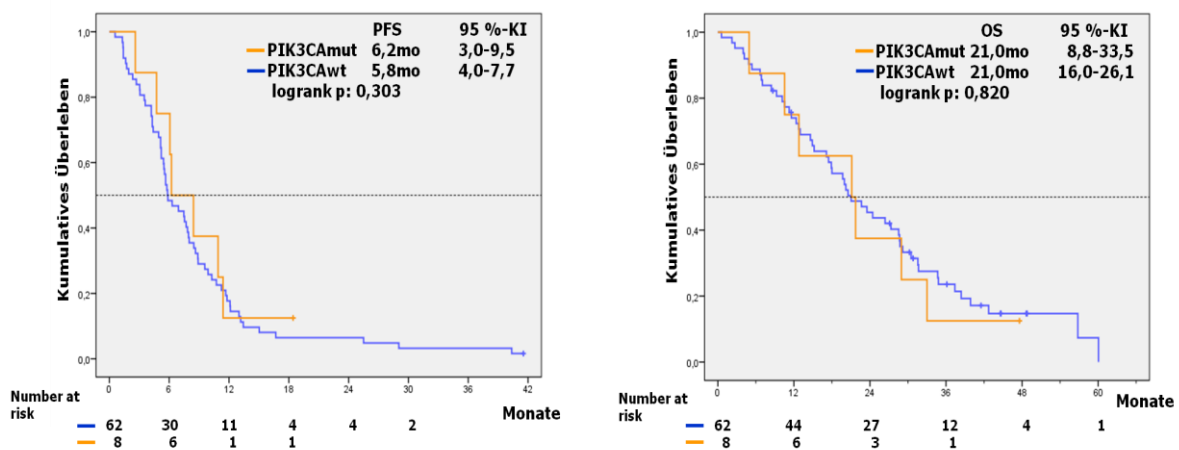 PFS 95 %-KI
PIK3CAmut 6,2mo 3,0-9,5
PIK3CAwt 5,8mo 4,0-7,7
logrank p: 0,303
Kumulatives Überleben
1,0
0,8
0,6
0,4
0,2
0,0
0 6 12 18 24 30 36 42
Number at
risk
Monate
62 30 11 4 4 2
8 6 1 1
OS 95 %-KI
PIK3CAmut 21,0mo 8,8-33,5
PIK3CAwt 21,0mo 16,0-26,1
logrank p: 0,820
Kumulatives Überleben
1,0
0,8
0,6
0,4
0,2
0,0
0 12 24 36 48 60
Number at
risk
Monate
62 44 27 12 4 1
8 6 3 1